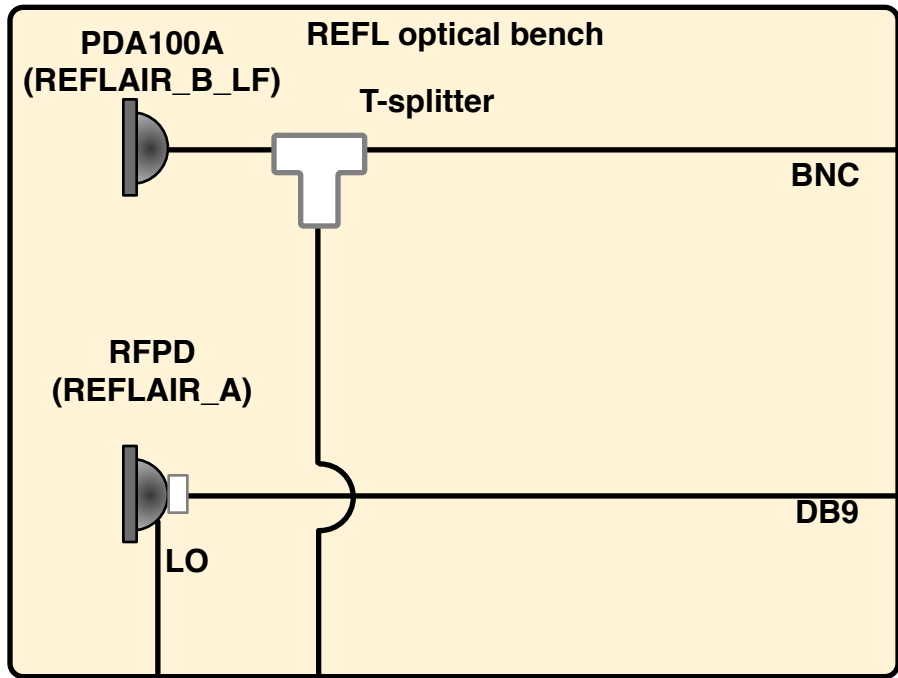 REFL optical bench
PDA100A
(REFLAIR_B_LF)
T-splitter
BNC
RFPD
(REFLAIR_A)
DB9
LO